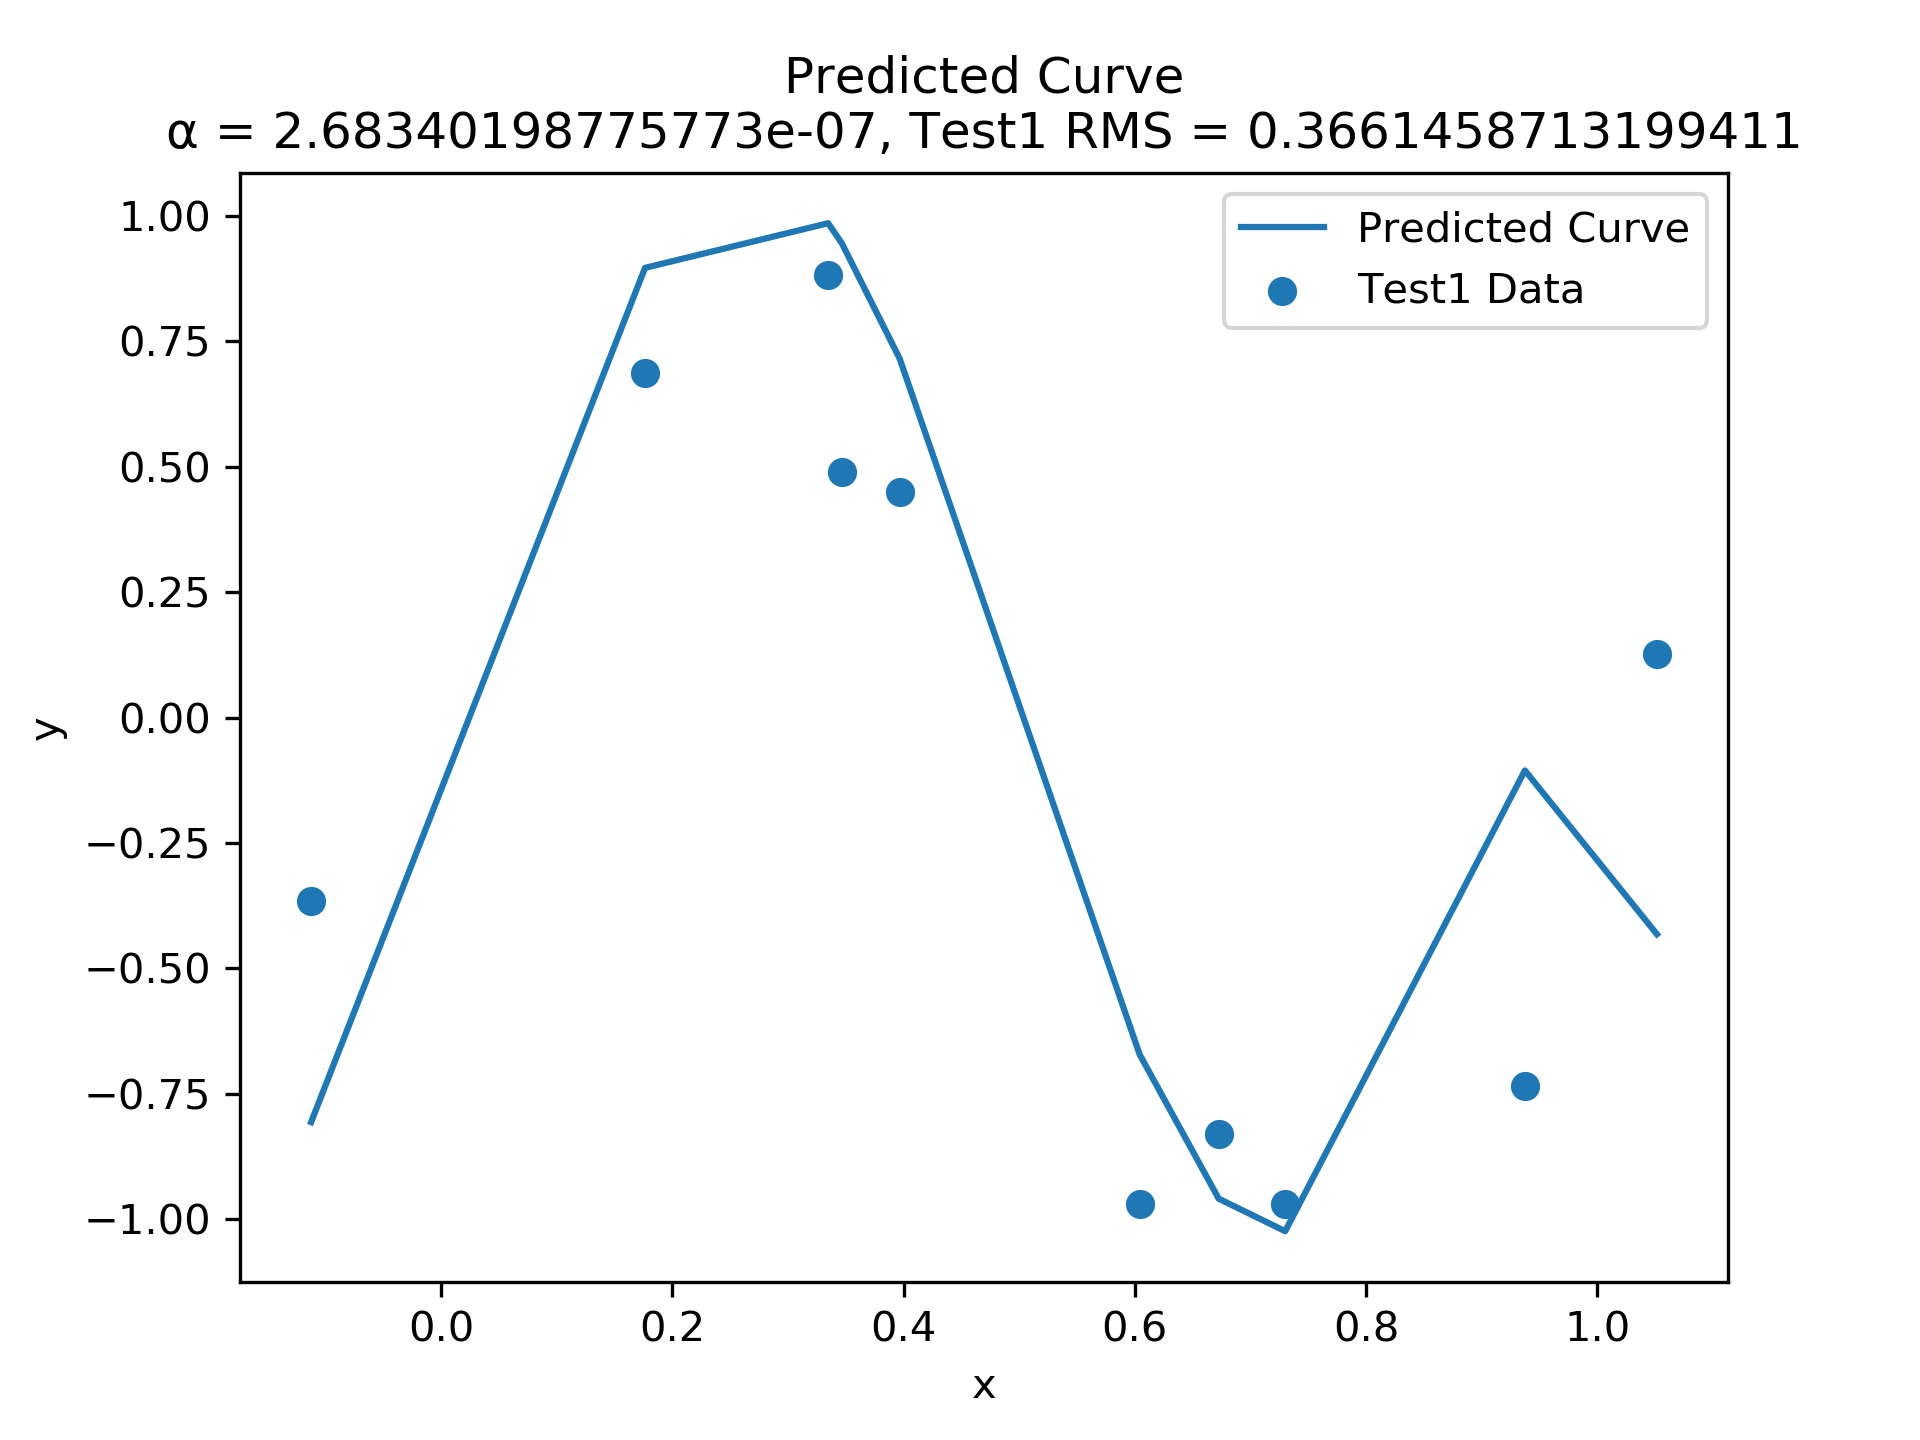 Predicted Curve
α = 2.68340198775773e-07, Test1 RMS = 0.3661458713199411
Predicted Curve
Test1 Data
1.00
0.75
0.50
0.25
0.00
−0.25
−0.50
−0.75
−1.00
y
0.0 0.2 0.4 0.6 0.8 1.0
x